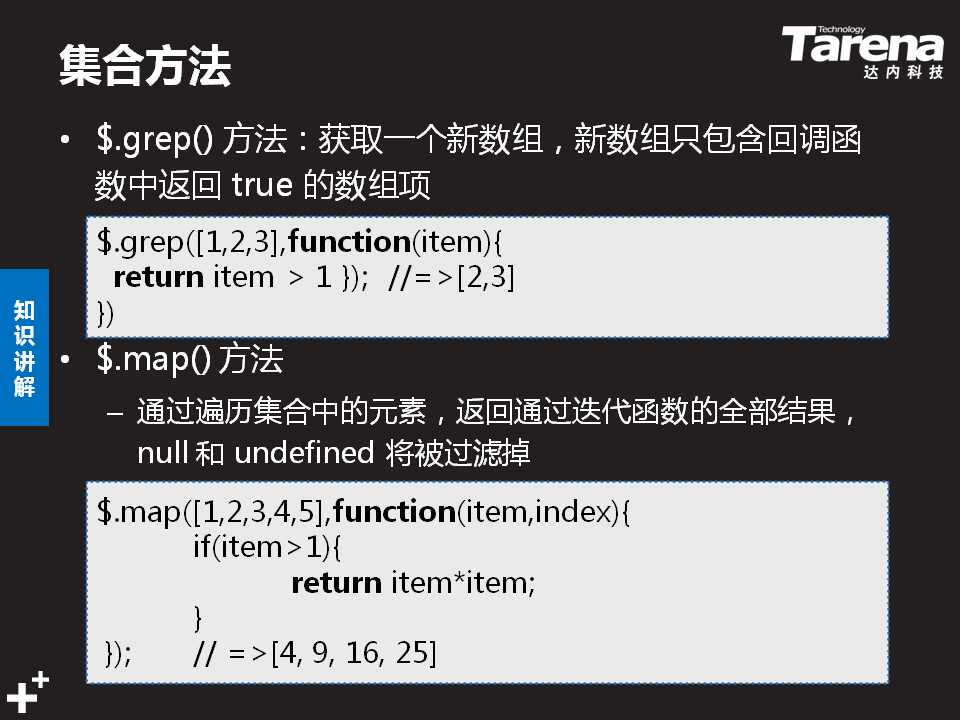 集合方法
Technology
Tarena
达内科技
• $.grep() 方法：获取一个新数组，新数组只包含回调函
数中返回 true 的数组项
$.grep([1,2,3],function(item){
return item > 1 }); //=>[2,3]
})
知识讲解
• $.map() 方法
– 通过遍历集合中的元素，返回通过迭代函数的全部结果，
null 和 undefined 将被过滤掉
$.map([1,2,3,4,5],function(item,index){
if(item>1){
return item*item;
}
}); // =>[4, 9, 16, 25]